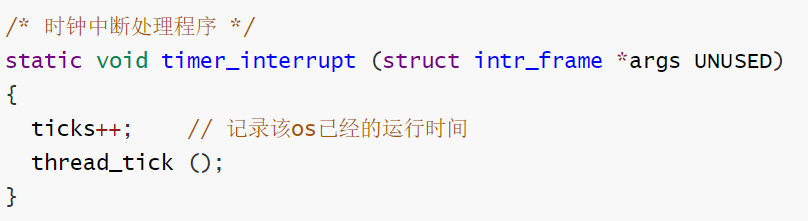 /* 时钟中断处理程序 */
static void timer_interrupt (struct intr_frame *args UNUSED)
{
  ticks++;    // 记录该os已经的运行时间
  thread_tick ();
}